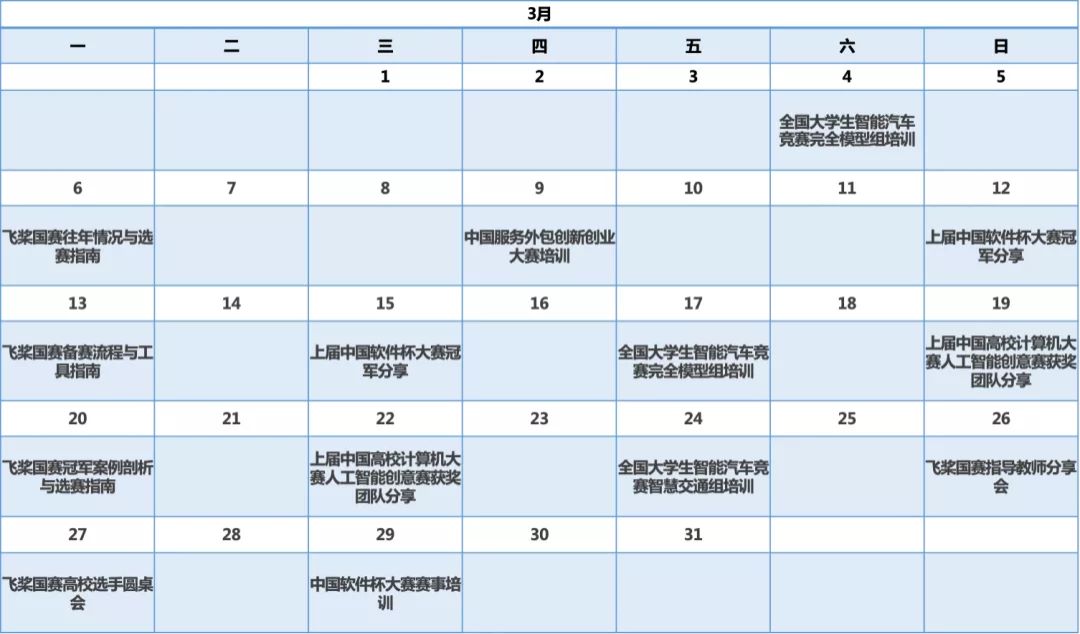 3月
一 二 三 四 五 六 日
1 2 3 4 5
全国大学生智能汽车
竞赛完全模型组培训
6 7 8 9 10 11 12
飞桨国赛往年情况与选
赛指南
中国服务外包创新创业
大赛培训
上届中国软件杯大赛冠
军分享
13 14 15 16 17 18 19
飞桨国赛备赛流程与工
具指南
上届中国软件杯大赛冠
军分享
全国大学生智能汽车竞
赛完全模型组培训
上届中国高校计算机大
赛人工智能创意赛获奖
团队分享
20 21 22 23 24 25 26
飞桨国赛冠军案例剖析
与选赛指南
上届中国高校计算机大
赛人工智能创意赛获奖
团队分享
全国大学生智能汽车竞
赛智慧交通组培训
飞桨国赛指导教师分享
会
27 28 29 30 31
飞桨国赛高校选手圆桌
会
中国软件杯大赛赛事培
训